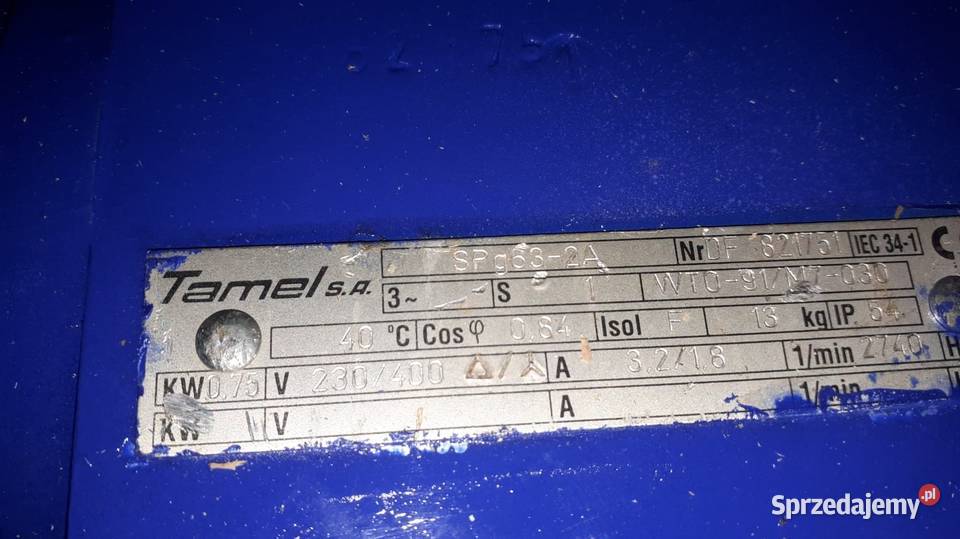 Tamel S.A.
SPg63-2A Nr DF 821751 IEC 34-1
3~ S 1 WTO-91/M7-030
40 °C Cos φ 0,84 Isol F 13 kg IP 54
KW 0,75 V 230/400 Δ/⅄ A 3,2/1,8 1/min 2740
KW V A 1/min
Sprzedajemy.pl